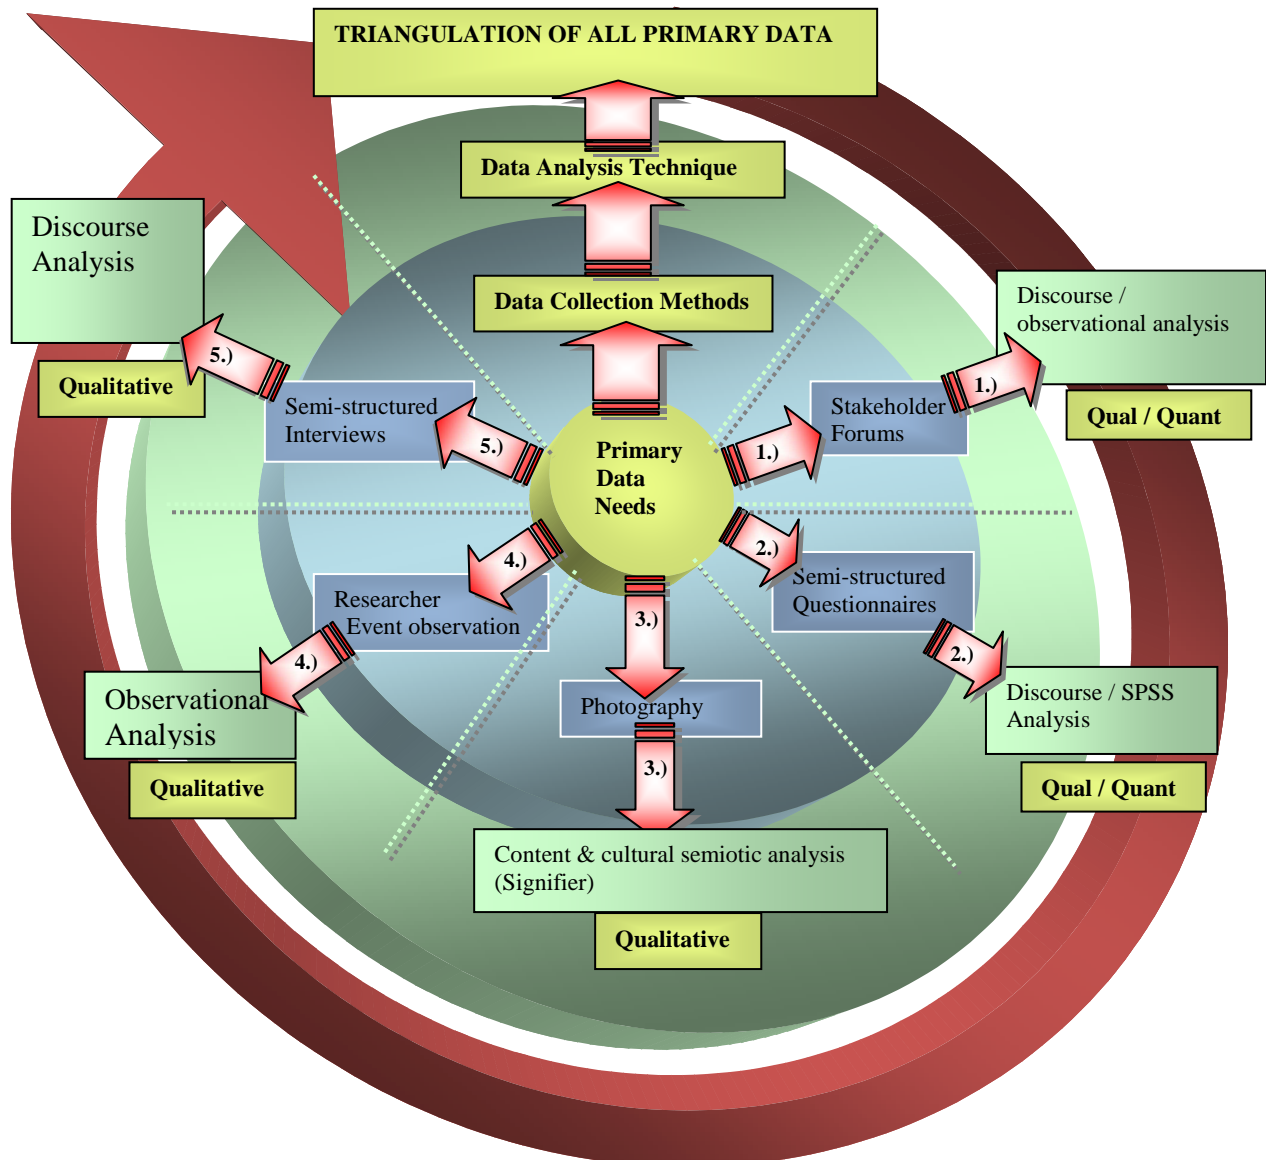 TRIANGULATION OF ALL PRIMARY DATA
Data Analysis Technique
Data Collection Methods
Primary
Data
Needs
1.)
Stakeholder
Forums
1.)
Discourse /
observational analysis
Qual / Quant
2.)
Semi-structured
Questionnaires
2.)
Discourse / SPSS
Analysis
Qual / Quant
3.)
Photography
3.)
Content & cultural semiotic analysis
(Signifier)
Qualitative
4.)
Researcher
Event observation
4.)
Observational
Analysis
Qualitative
5.)
Semi-structured
Interviews
5.)
Discourse
Analysis
Qualitative